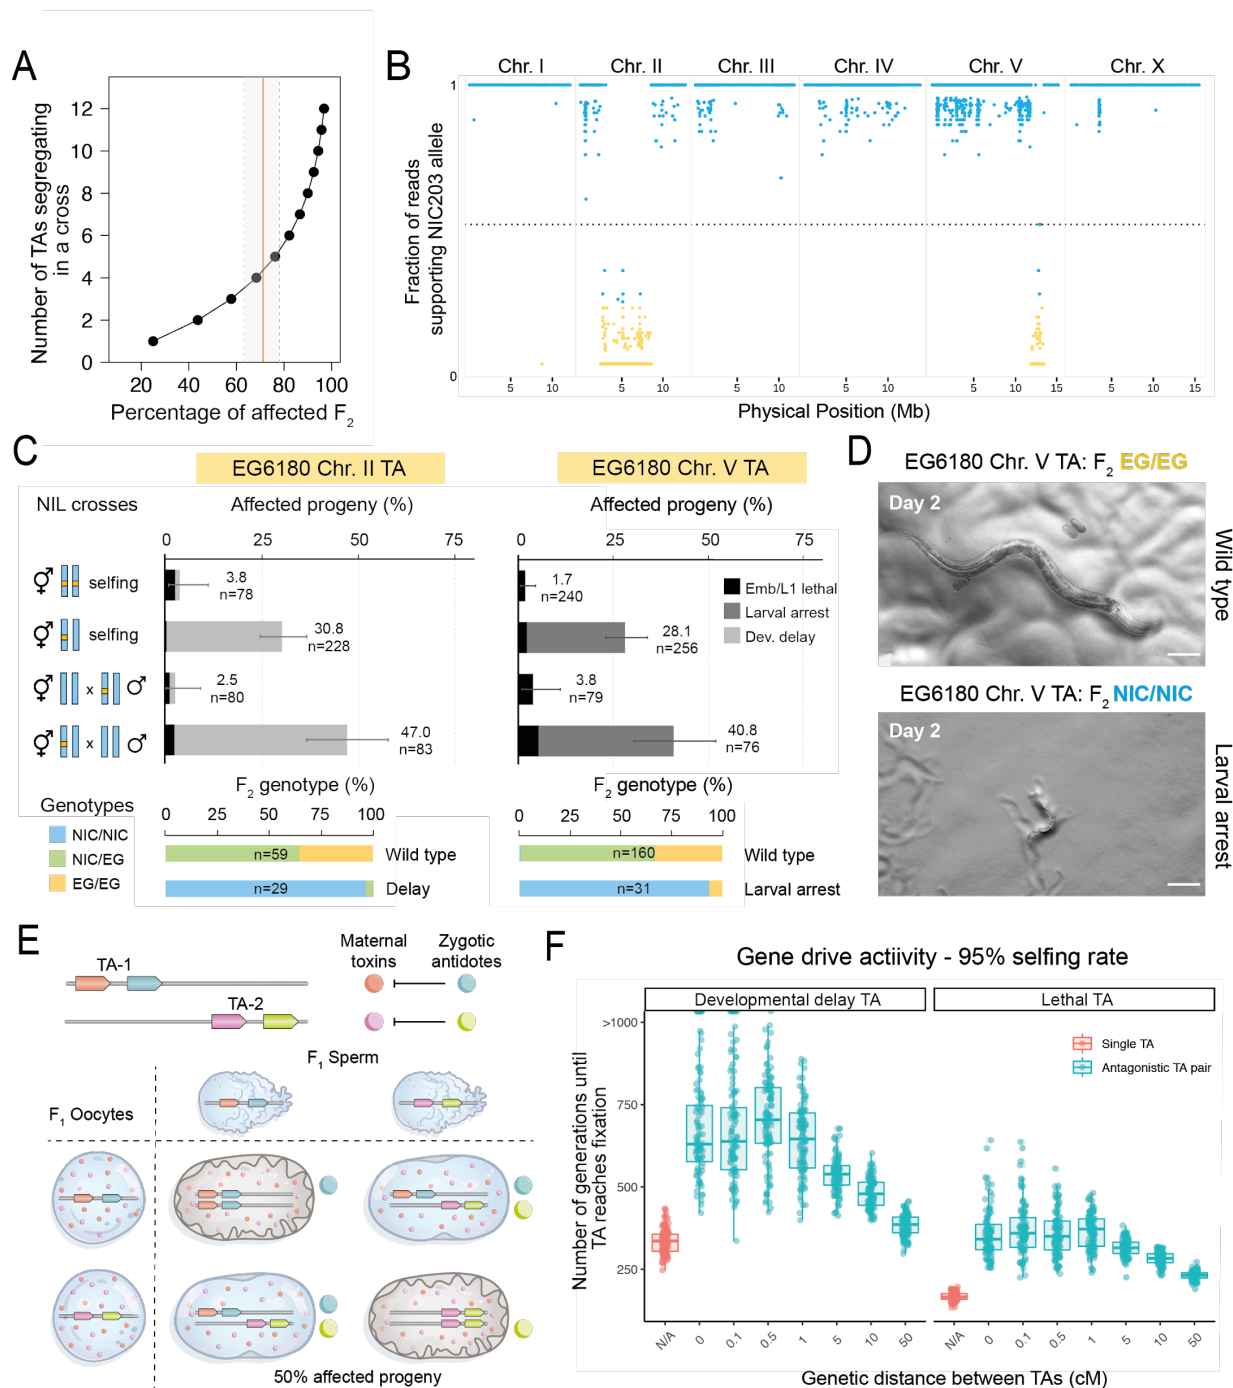 A
Number of TAs segregating
in a cross
12
10
8
6
4
2
0
20 40 60 80 100
Percentage of affected F2
B
Chr. I Chr. II Chr. III Chr. IV Chr. V Chr. X
Fraction of reads
supporting NIC203 allele
1
0
5 10 5 10 5 10 5 10 5 10 15 5 10 15
Physical Position (Mb)
C
EG6180 Chr. II TA EG6180 Chr. V TA
NIL crosses Affected progeny (%) Affected progeny (%)
0 25 50 75 0 25 50 75
selfing
3.8
n=78
1.7
n=240
selfing
30.8
n=228
28.1
n=256
x
2.5
n=80
3.8
n=79
x
47.0
n=83
40.8
n=76
Emb/L1 lethal
Larval arrest
Dev. delay
F2 genotype (%) F2 genotype (%)
Genotypes
NIC/NIC
NIC/EG
EG/EG
0 25 50 75 100 0 25 50 75 100
n=59 Wild type n=160 Wild type
n=29 Delay n=31 Larval arrest
D
EG6180 Chr. V TA: F2 EG/EG
Day 2
Wild type
EG6180 Chr. V TA: F2 NIC/NIC
Day 2
Larval arrest
E
TA-1
TA-2
Maternal
toxins
Zygotic
antidotes
F1 Sperm
F1 Oocytes
50% affected progeny
F
Gene drive actiivity - 95% selfing rate
Developmental delay TA Lethal TA
Number of generations until
TA reaches fixation
>1000
750
500
250
Single TA
Antagonistic TA pair
N/A 0 0.1 0.5 1 5 10 50 N/A 0 0.1 0.5 1 5 10 50
Genetic distance between TAs (cM)